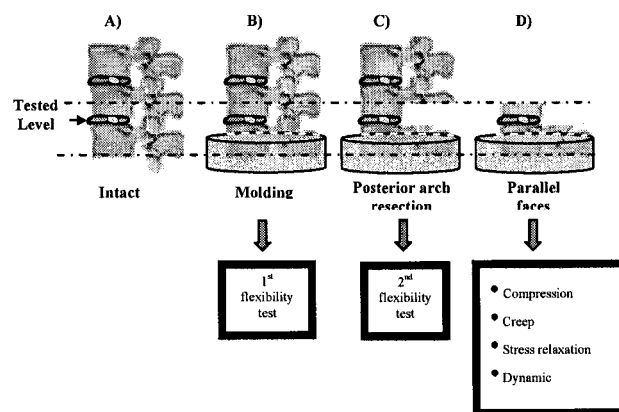 A)
B)
C)
D)
Tested
Level
Intact
Molding
Posterior arch
resection
Parallel
faces
1st
flexibility
test
2nd
flexibility
test
• Compression
• Creep
• Stress relaxation
• Dynamic